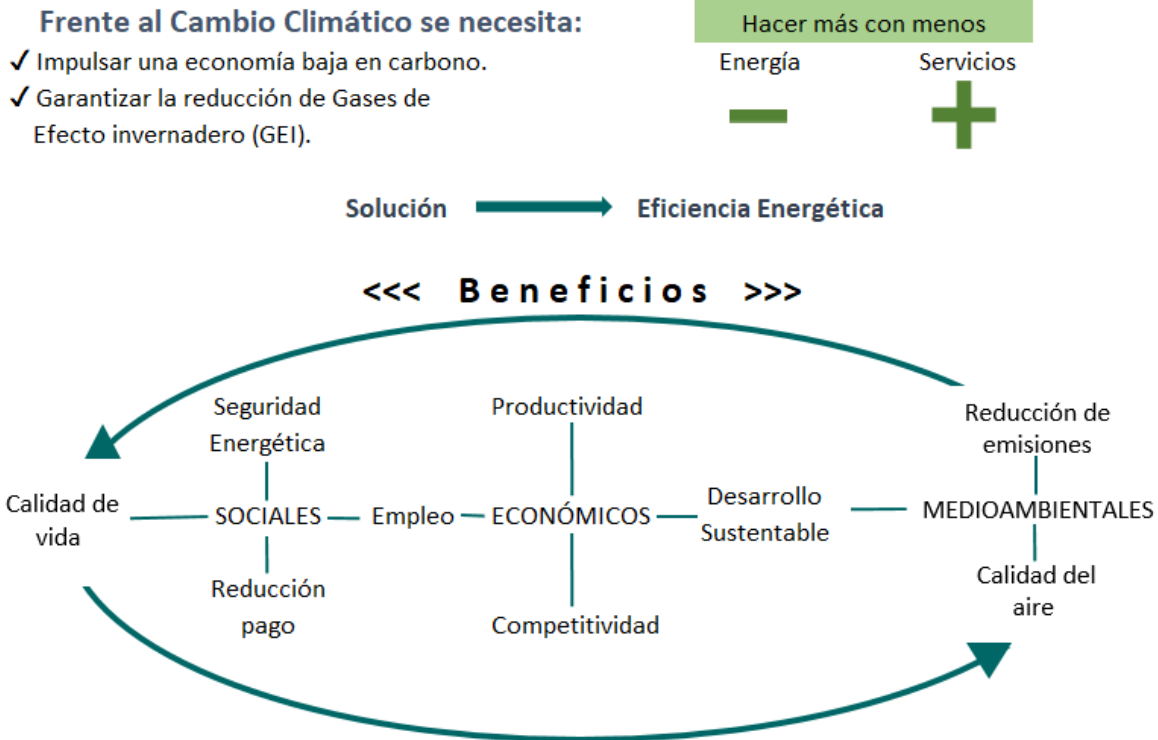 Frente al Cambio Climático se necesita:
✓ Impulsar una economía baja en carbono.
✓ Garantizar la reducción de Gases de
Efecto invernadero (GEI).
Hacer más con menos
Energía Servicios
− +
Solución Eficiencia Energética
<<< Beneficios >>>
Seguridad
Energética
Productividad
Reducción de
emisiones
Calidad de
vida
SOCIALES
Empleo
ECONÓMICOS
Desarrollo
Sustentable
MEDIOAMBIENTALES
Reducción
pago
Competitividad
Calidad del
aire